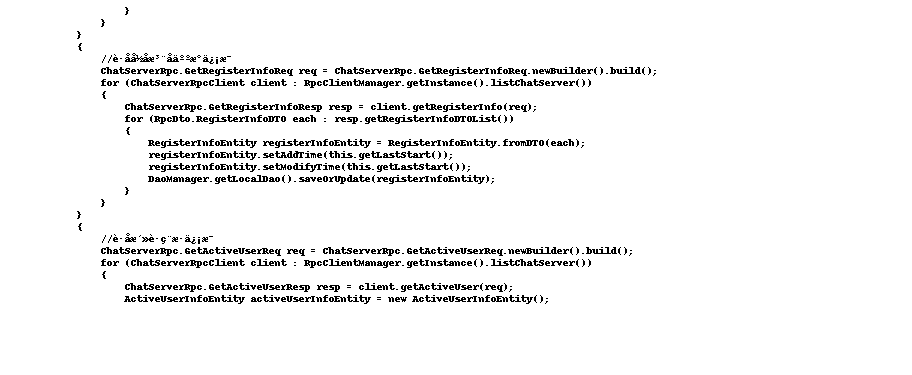 }
}
}
{
//è·åå½åæ³¨åäººæ°ä¿¡æ¯
ChatServerRpc.GetRegisterInfoReq req = ChatServerRpc.GetRegisterInfoReq.newBuilder().build();
for (ChatServerRpcClient client : RpcClientManager.getInstance().listChatServer())
{
ChatServerRpc.GetRegisterInfoResp resp = client.getRegisterInfo(req);
for (RpcDto.RegisterInfoDTO each : resp.getRegisterInfoDTOList())
{
RegisterInfoEntity registerInfoEntity = RegisterInfoEntity.fromDTO(each);
registerInfoEntity.setAddTime(this.getLastStart());
registerInfoEntity.setModifyTime(this.getLastStart());
DaoManager.getLocalDao().saveOrUpdate(registerInfoEntity);
}
}
}
{
//è·åæ´»è·ç¨æ·ä¿¡æ¯
ChatServerRpc.GetActiveUserReq req = ChatServerRpc.GetActiveUserReq.newBuilder().build();
for (ChatServerRpcClient client : RpcClientManager.getInstance().listChatServer())
{
ChatServerRpc.GetActiveUserResp resp = client.getActiveUser(req);
ActiveUserInfoEntity activeUserInfoEntity = new ActiveUserInfoEntity();